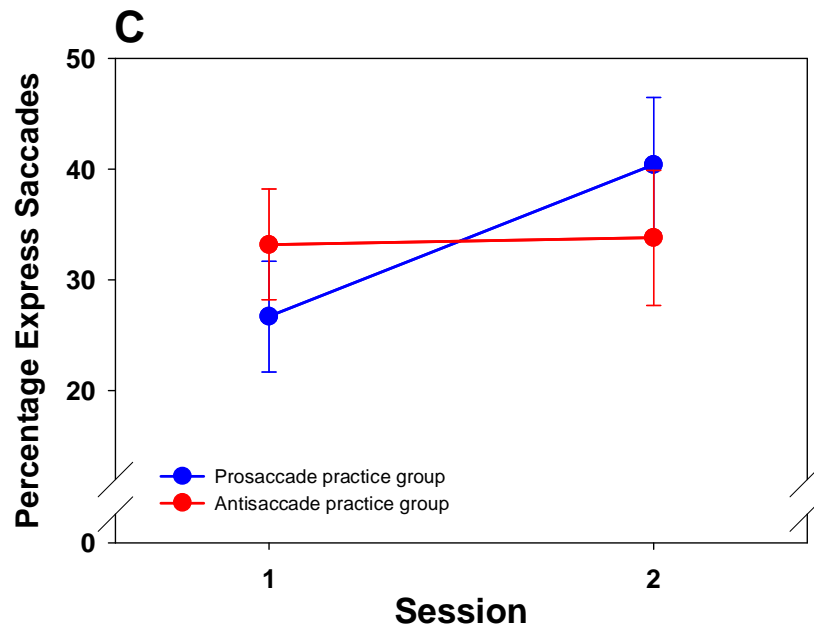 C
Percentage Express Saccades
50
40
30
20
0
Prosaccade practice group
Antisaccade practice group
1
2
Session